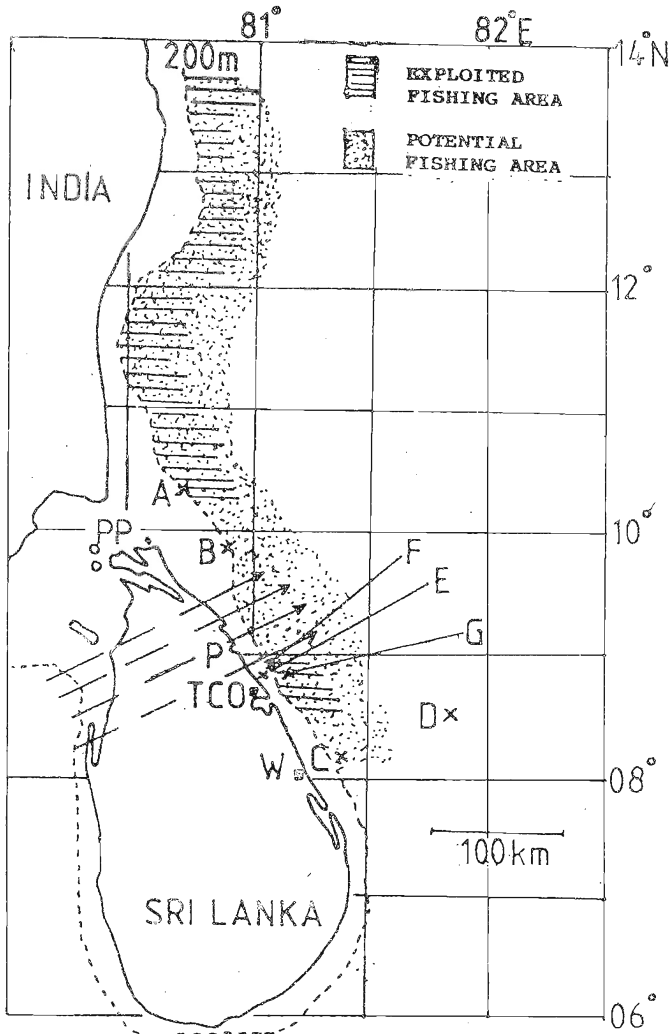 81°
82°E
14°N
200m
EXPLOITED
FISHING AREA
POTENTIAL
FISHING AREA
INDIA
12°
A
10°
PP
B
F
E
G
P
TCO
D
C
W
08°
100km
SRI LANKA
06°